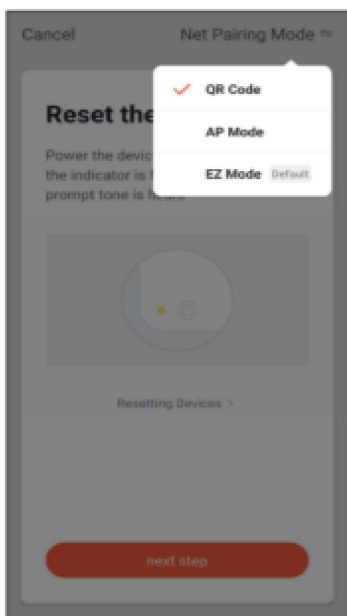 Cancel
Net Pairing Mode ⇋
QR Code
AP Mode
EZ Mode Default
Reset the
Power the devic
the indicator is
prompt tone is heard
Resetting Devices >
next step